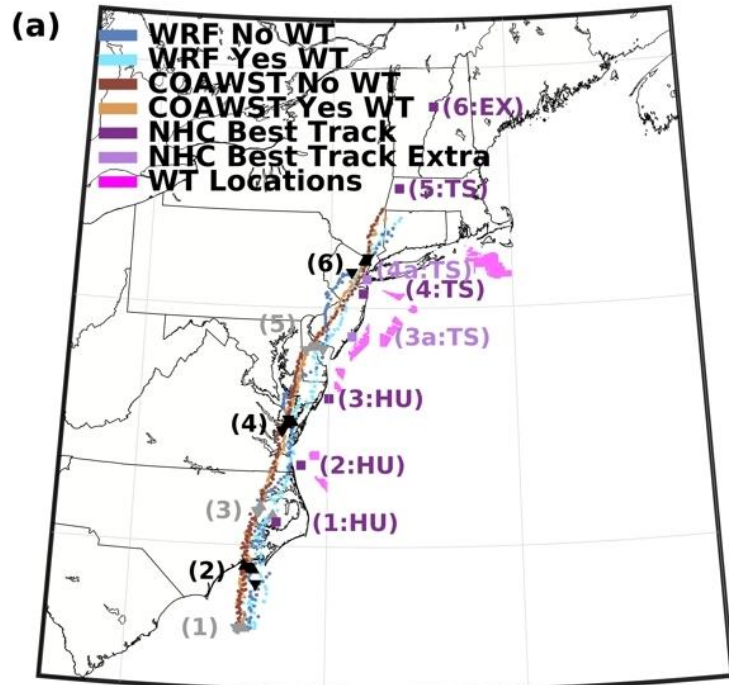 (a)
WRF No WT
WRF Yes WT
COAWST No WT
COAWST Yes WT
NHC Best Track
NHC Best Track Extra
WT Locations
(6:EX)
(5:TS)
(6)
(4a:TS)
(4:TS)
(5)
(3a:TS)
(3:HU)
(4)
(2:HU)
(3)
(1:HU)
(2)
(1)